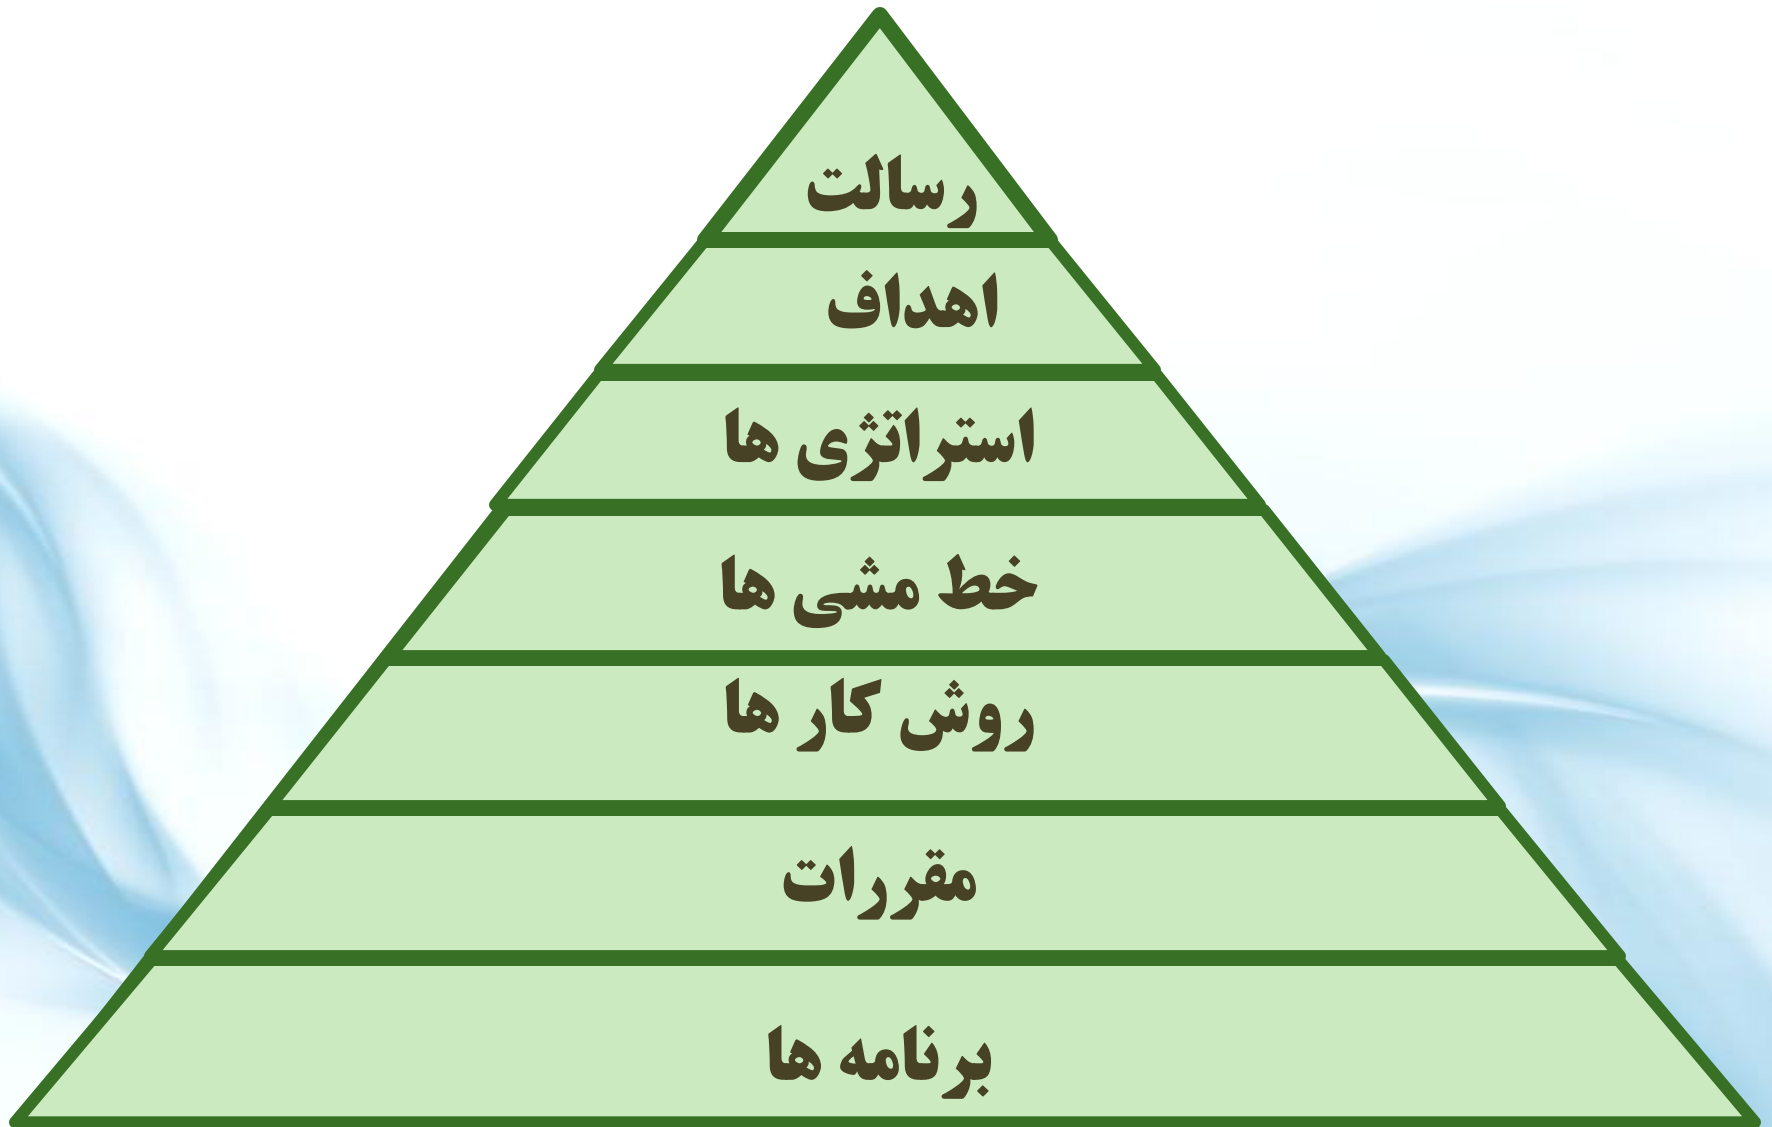 رسالت
اهداف
استراتژی ها
خط مشی ها
روش کار ها
مقررات
برنامه ها